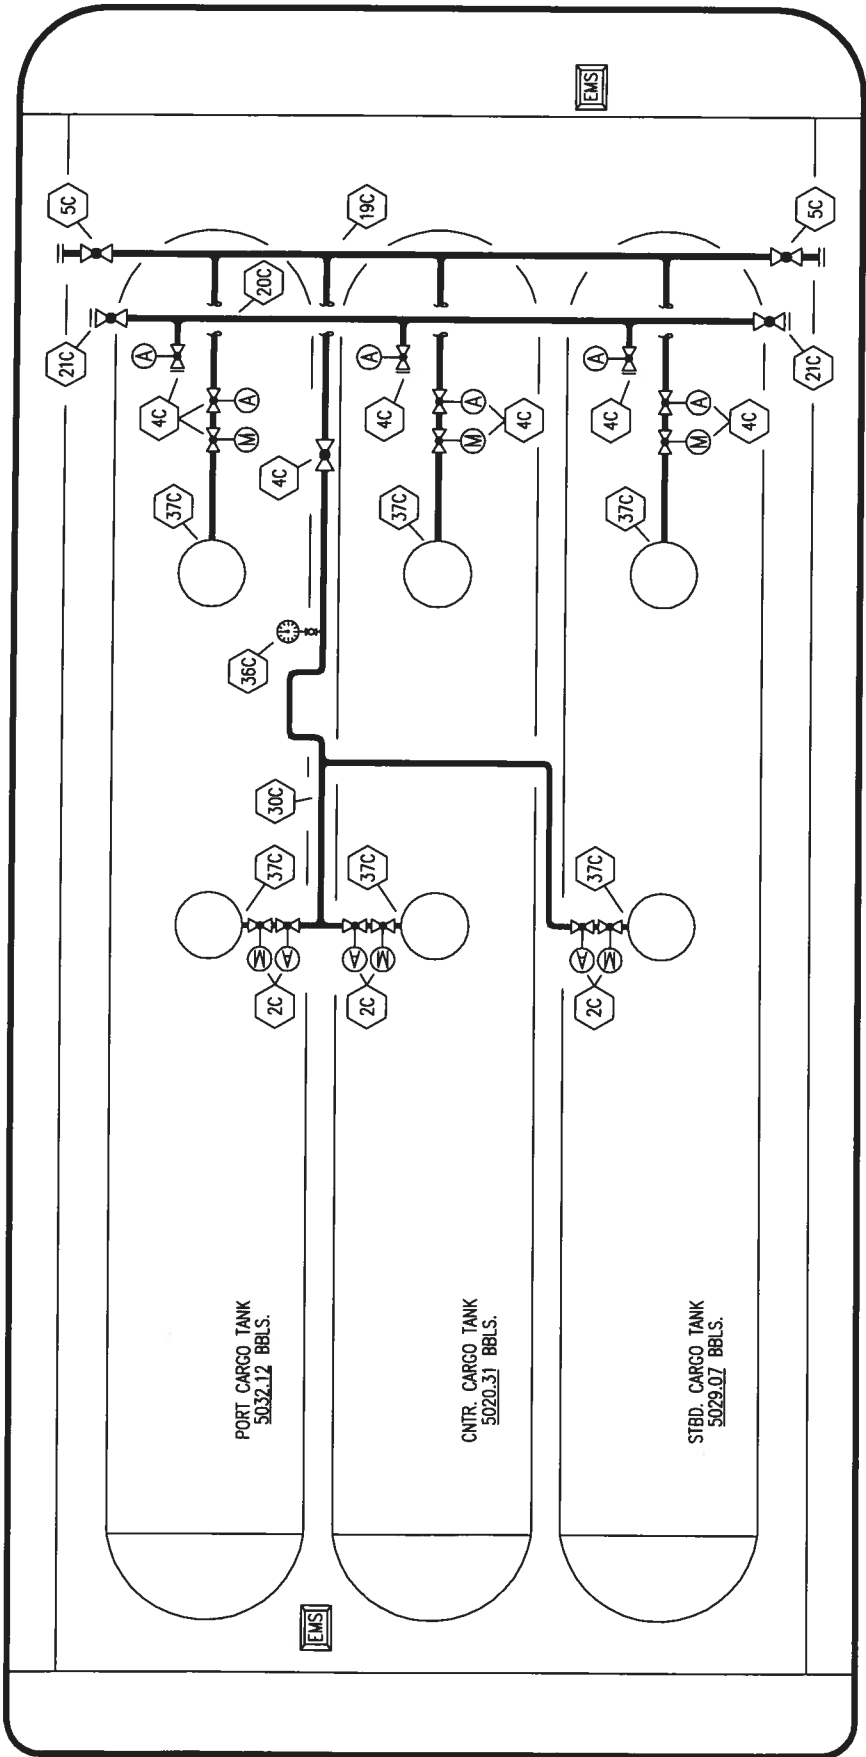 EMS
5C
19C
5C
20C
21C
21C
A
A
A
4C
4C
4C
A
A
A
M
M
M
4C
4C
4C
37C
37C
37C
36C
30C
37C
37C
37C
M
A
A
M
A
M
2C
2C
2C
PORT CARGO TANK
5032.12 BBLS.
CNTR. CARGO TANK
5020.31 BBLS.
STBD. CARGO TANK
5029.07 BBLS.
EMS